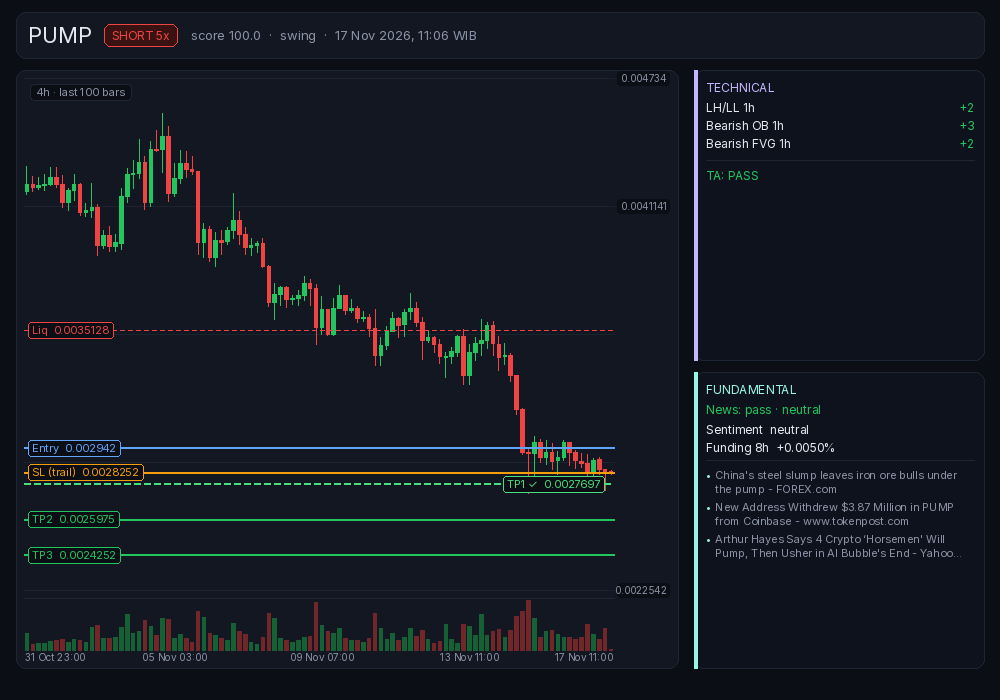 PUMP SHORT 5x score 100.0 · swing · 17 Nov 2026, 11:06 WIB
4h · last 100 bars
0.004734
0.0041141
Liq 0.0035128
Entry 0.002942
SL (trail) 0.0028252
TP1 ✓ 0.0027697
TP2 0.0025975
TP3 0.0024252
0.0022542
31 Oct 23:00 05 Nov 03:00 09 Nov 07:00 13 Nov 11:00 17 Nov 11:00
TECHNICAL
LH/LL 1h +2
Bearish OB 1h +3
Bearish FVG 1h +2
TA: PASS
FUNDAMENTAL
News: pass · neutral
Sentiment neutral
Funding 8h +0.0050%
• China's steel slump leaves iron ore bulls under
the pump - FOREX.com
• New Address Withdrew $3.87 Million in PUMP
from Coinbase - www.tokenpost.com
• Arthur Hayes Says 4 Crypto 'Horsemen' Will
Pump, Then Usher in AI Bubble's End - Yahoo...